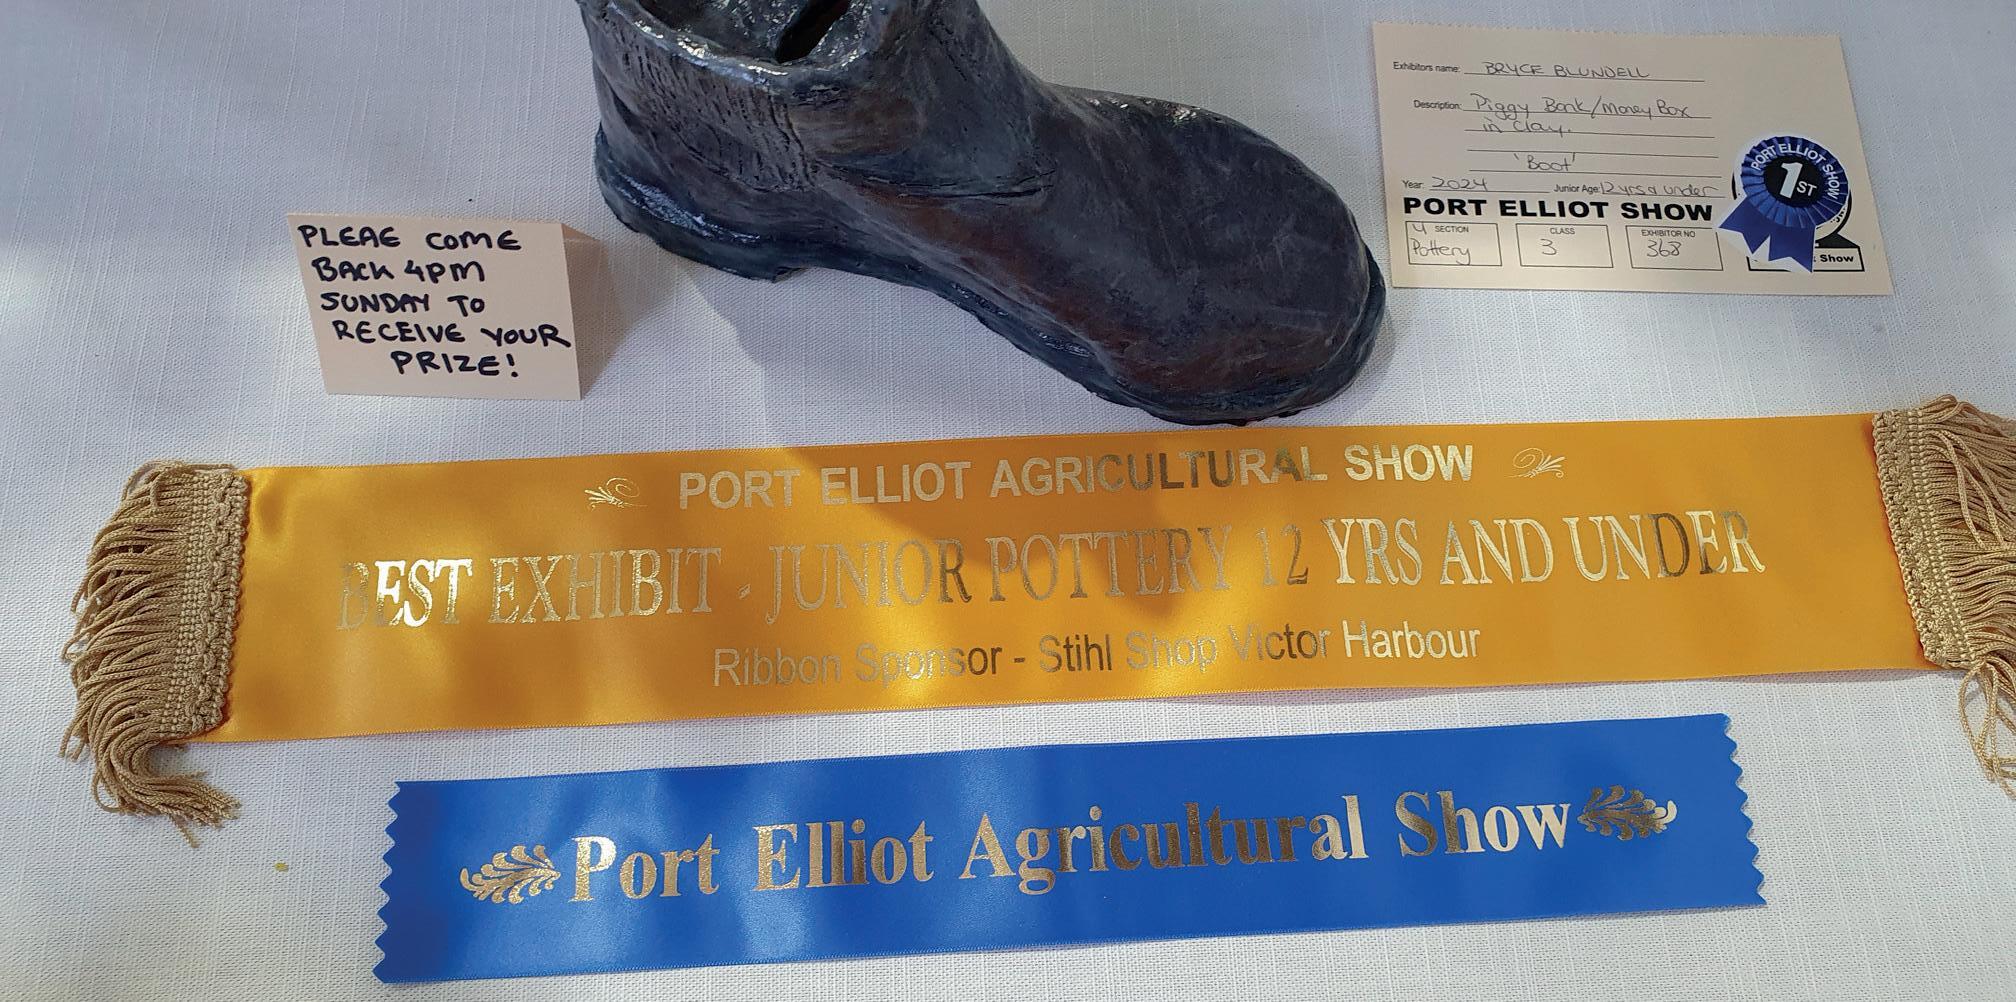 Exhibitors name: BRYCE BLUNDELL
Description: Piggy Bank/Money Box
in Clay.
'Boot'
Year: 2024 Junior Age: 12 yrs & under
PORT ELLIOT SHOW
4 SECTION
Pottery
CLASS
3
EXHIBITOR NO
368
Show
PORT ELLIOT SHOW
1ST
PLEAE COME
BACK 4PM
SUNDAY TO
RECEIVE YOUR
PRIZE!
PORT ELLIOT AGRICULTURAL SHOW
BEST EXHIBIT - JUNIOR POTTERY 12 YRS AND UNDER
Ribbon Sponsor - Stihl Shop Victor Harbour
Port Elliot Agricultural Show